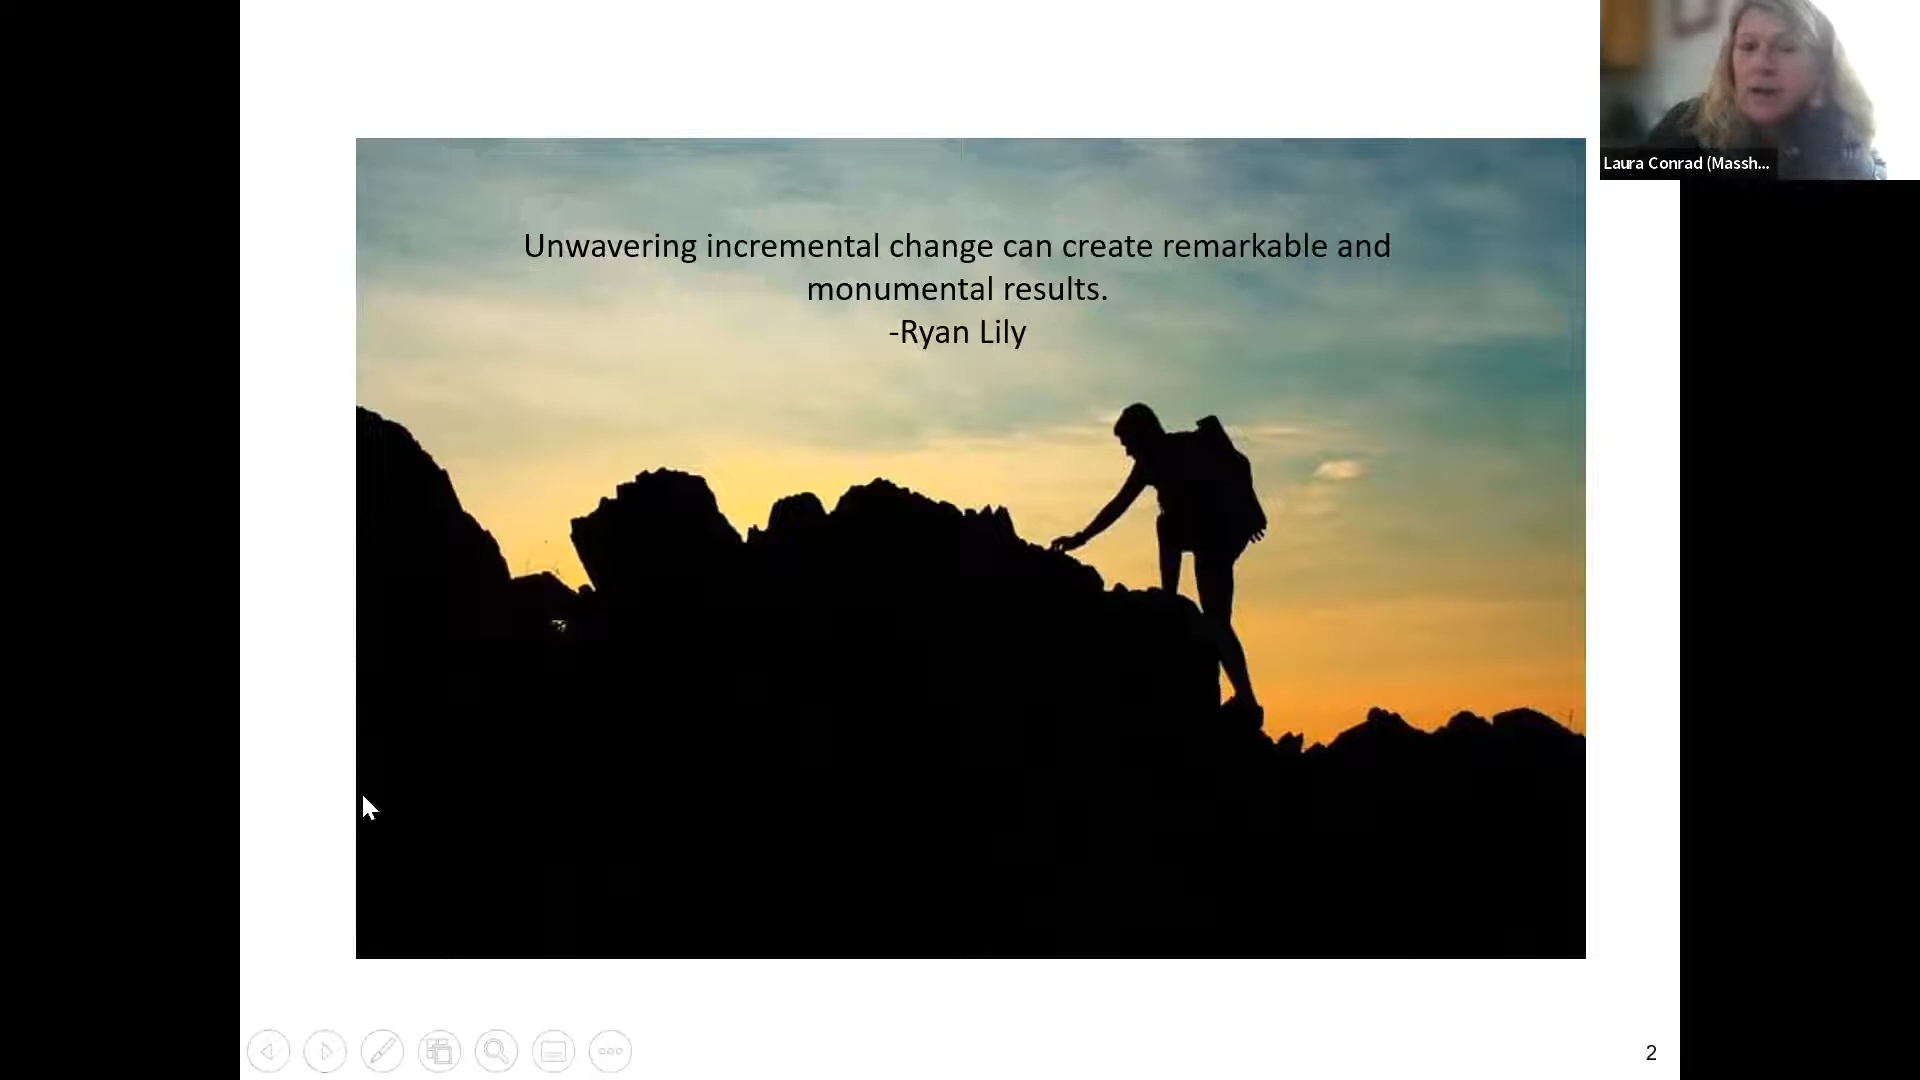 Unwavering incremental change can create remarkable and
monumental results.
-Ryan Lily
Laura Conrad (Massh...
2